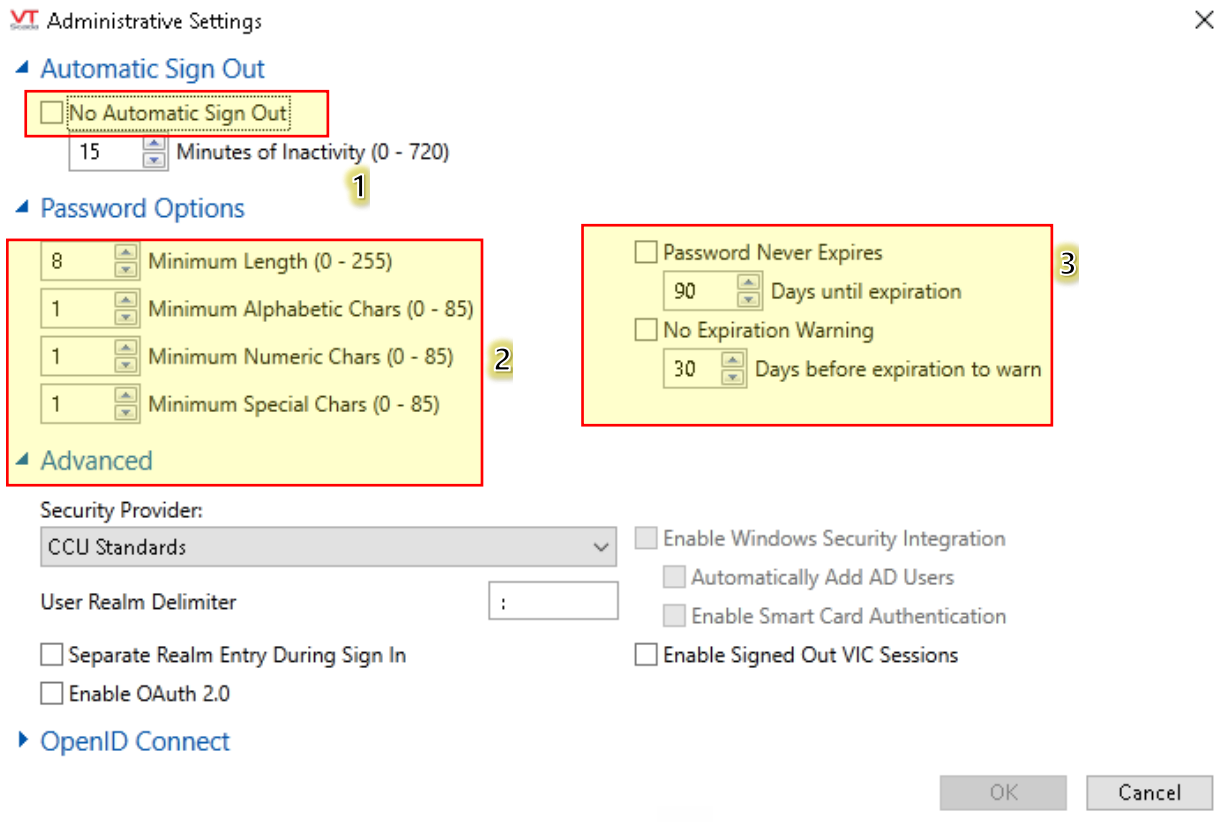 VT
Scada
Administrative Settings
Automatic Sign Out
No Automatic Sign Out
15 Minutes of Inactivity (0 - 720)
1
Password Options
8 Minimum Length (0 - 255)
1 Minimum Alphabetic Chars (0 - 85)
1 Minimum Numeric Chars (0 - 85)
1 Minimum Special Chars (0 - 85)
2
Password Never Expires
90 Days until expiration
No Expiration Warning
30 Days before expiration to warn
3
Advanced
Security Provider:
CCU Standards
User Realm Delimiter :
Separate Realm Entry During Sign In
Enable OAuth 2.0
Enable Windows Security Integration
Automatically Add AD Users
Enable Smart Card Authentication
Enable Signed Out VIC Sessions
OpenID Connect
OK Cancel